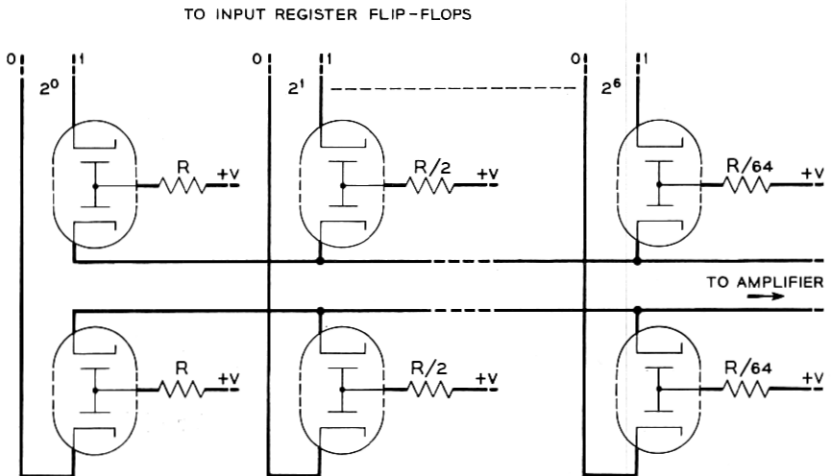 TO INPUT REGISTER FLIP-FLOPS
0 1 0 1 0 1
2⁰ 2¹ 2⁶
R +V R/2 +V R/64 +V
TO AMPLIFIER
R +V R/2 +V R/64 +V